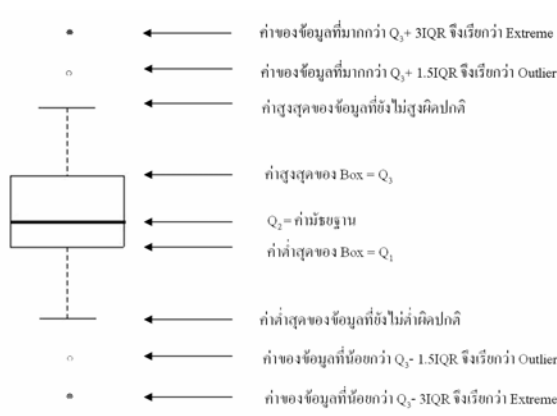 ค่าของข้อมูลที่มากกว่า Q₃+ 3IQR จึงเรียกว่า Extreme
ค่าของข้อมูลที่มากกว่า Q₃+ 1.5IQR จึงเรียกว่า Outlier
ค่าสูงสุดของข้อมูลที่ยังไม่สูงผิดปกติ
ค่าสูงสุดของ Box = Q₃
Q₂ = ค่ามัธยฐาน
ค่าต่ำสุดของ Box = Q₁
ค่าต่ำสุดของข้อมูลที่ยังไม่ต่ำผิดปกติ
ค่าของข้อมูลที่น้อยกว่า Q₃- 1.5IQR จึงเรียกว่า Outlier
ค่าของข้อมูลที่น้อยกว่า Q₃- 3IQR จึงเรียกว่า Extreme